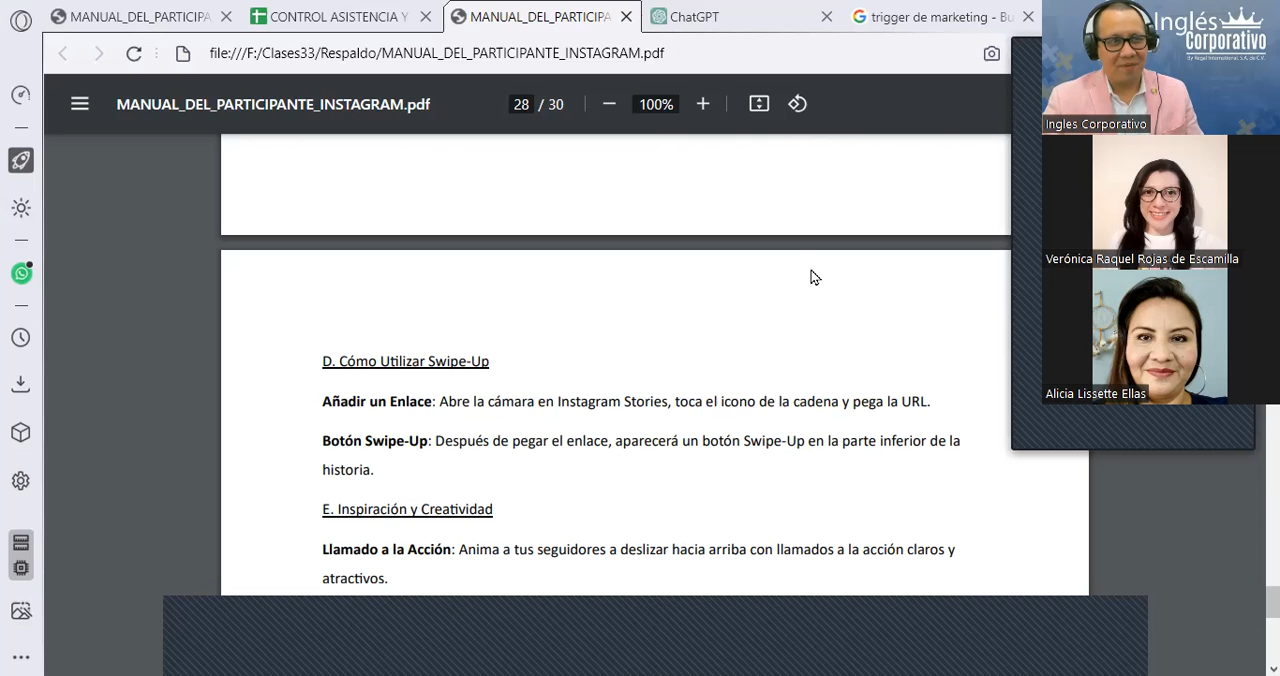 MANUAL_DEL_PARTICIPA
CONTROL ASISTENCIA Y
MANUAL_DEL_PARTICIPA
ChatGPT
trigger de marketing - Bu
file:///F:/Clases33/Respaldo/MANUAL_DEL_PARTICIPANTE_INSTAGRAM.pdf
MANUAL_DEL_PARTICIPANTE_INSTAGRAM.pdf
28 / 30
100%
Inglés
Corporativo
By Regal International, S.A. de C.V.
Ingles Corporativo
Verónica Raquel Rojas de Escamilla
Alicia Lissette Ellas
D. Cómo Utilizar Swipe-Up
Añadir un Enlace: Abre la cámara en Instagram Stories, toca el icono de la cadena y pega la URL.
Botón Swipe-Up: Después de pegar el enlace, aparecerá un botón Swipe-Up en la parte inferior de la
historia.
E. Inspiración y Creatividad
Llamado a la Acción: Anima a tus seguidores a deslizar hacia arriba con llamados a la acción claros y
atractivos.